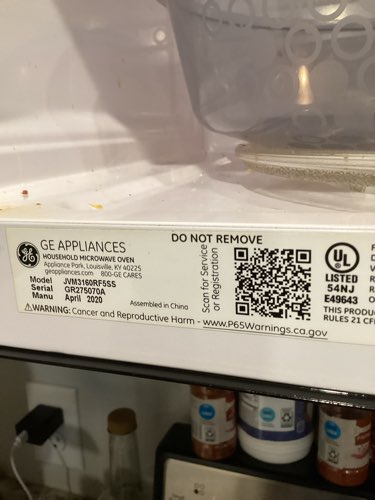 DO NOT REMOVE
GE APPLIANCES
HOUSEHOLD MICROWAVE OVEN
Appliance Park, Louisville, KY 40225
geappliances.com 800-GE CARES
Model JVM3160RF5SS
Serial GR275070A
Manu April 2020
Assembled in China
Scan for Service
or Registration
UL
LISTED
54NJ
E49643
THIS PRODU
RULES 21 CF
⚠WARNING: Cancer and Reproductive Harm - www.P65Warnings.ca.gov